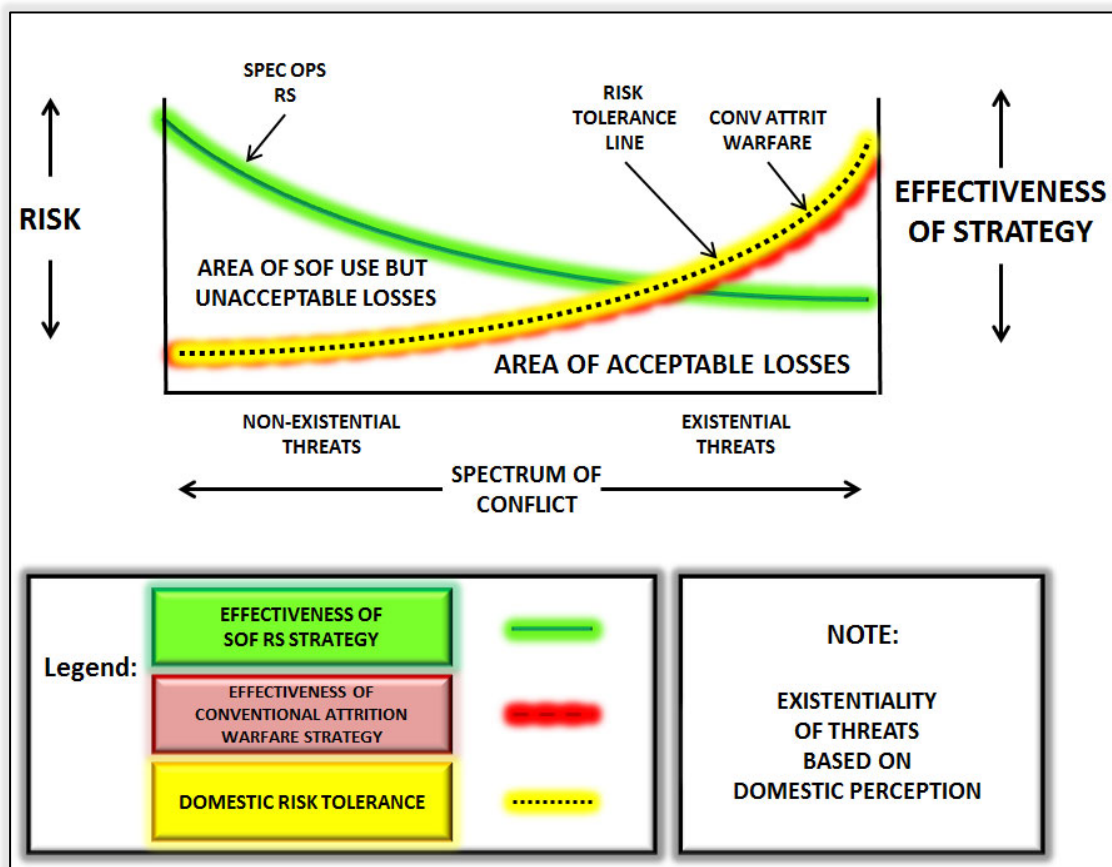 SPEC OPS
RS
RISK
TOLERANCE
LINE
CONV ATTRIT
WARFARE
RISK
EFFECTIVENESS
OF STRATEGY
AREA OF SOF USE BUT
UNACCEPTABLE LOSSES
AREA OF ACCEPTABLE LOSSES
NON-EXISTENTIAL
THREATS
EXISTENTIAL
THREATS
SPECTRUM OF
CONFLICT
Legend:
EFFECTIVENESS OF
SOF RS STRATEGY
EFFECTIVENESS OF
CONVENTIONAL ATTRITION
WARFARE STRATEGY
DOMESTIC RISK TOLERANCE
NOTE:
EXISTENTIALITY
OF THREATS
BASED ON
DOMESTIC PERCEPTION